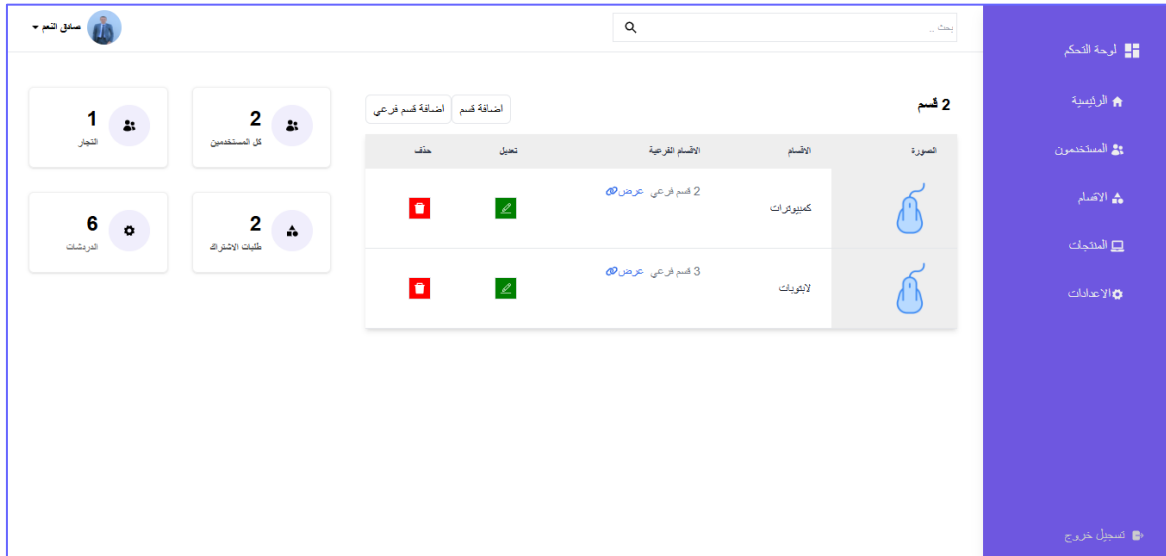 لوحة التحكم
الرئيسية
المستخدمون
الاقسام
المنتجات
الاعدادات
تسجيل خروج
بحث ..
صادق النعم
2 قسم
اضافة قسم
اضافة قسم فرعي
الصورة الاقسام الاقسام الفرعية تعديل حذف
كمبيوترات 2 قسم فرعي عرض
لابتوبات 3 قسم فرعي عرض
2
كل المستخدمين
1
التجار
2
طلبات الاشتراك
6
الدردشات